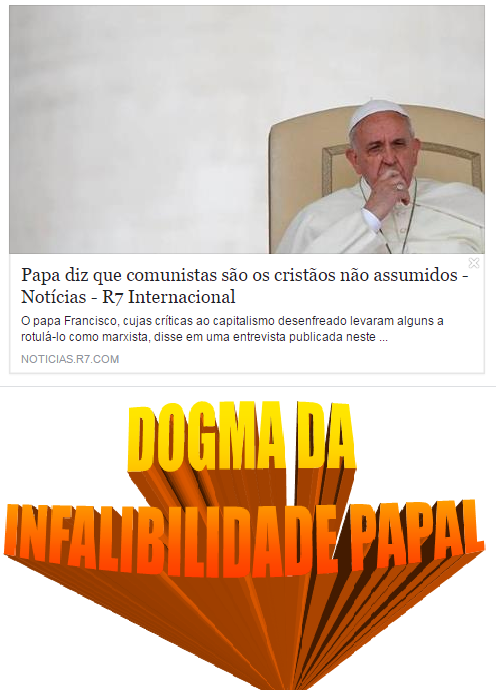 Papa diz que comunistas são os cristãos não assumidos -
Notícias - R7 Internacional
O papa Francisco, cujas críticas ao capitalismo desenfreado levaram alguns a
rotulá-lo como marxista, disse em uma entrevista publicada neste ...
NOTICIAS.R7.COM
DOGMA DA
INFALIBILIDADE PAPAL